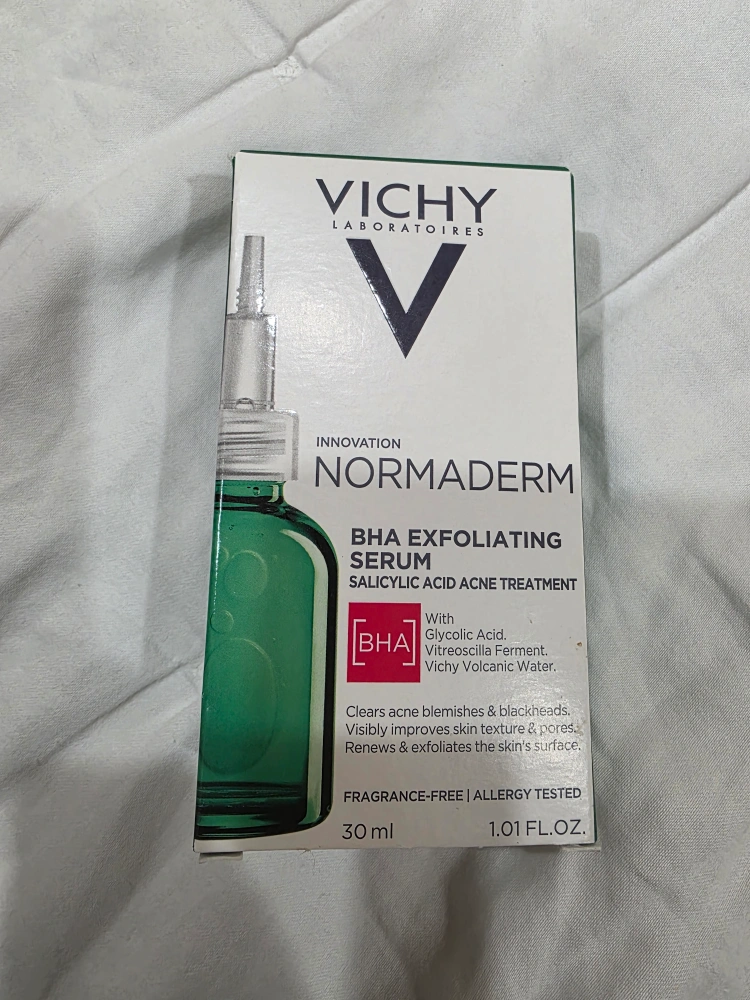 VICHY
LABORATOIRES
INNOVATION
NORMADERM
BHA EXFOLIATING
SERUM
SALICYLIC ACID ACNE TREATMENT
[BHA]
With
Glycolic Acid.
Vitreoscilla Ferment.
Vichy Volcanic Water.
Clears acne blemishes & blackheads.
Visibly improves skin texture & pores.
Renews & exfoliates the skin's surface.
FRAGRANCE-FREE | ALLERGY TESTED
30 ml 1.01 FL.OZ.